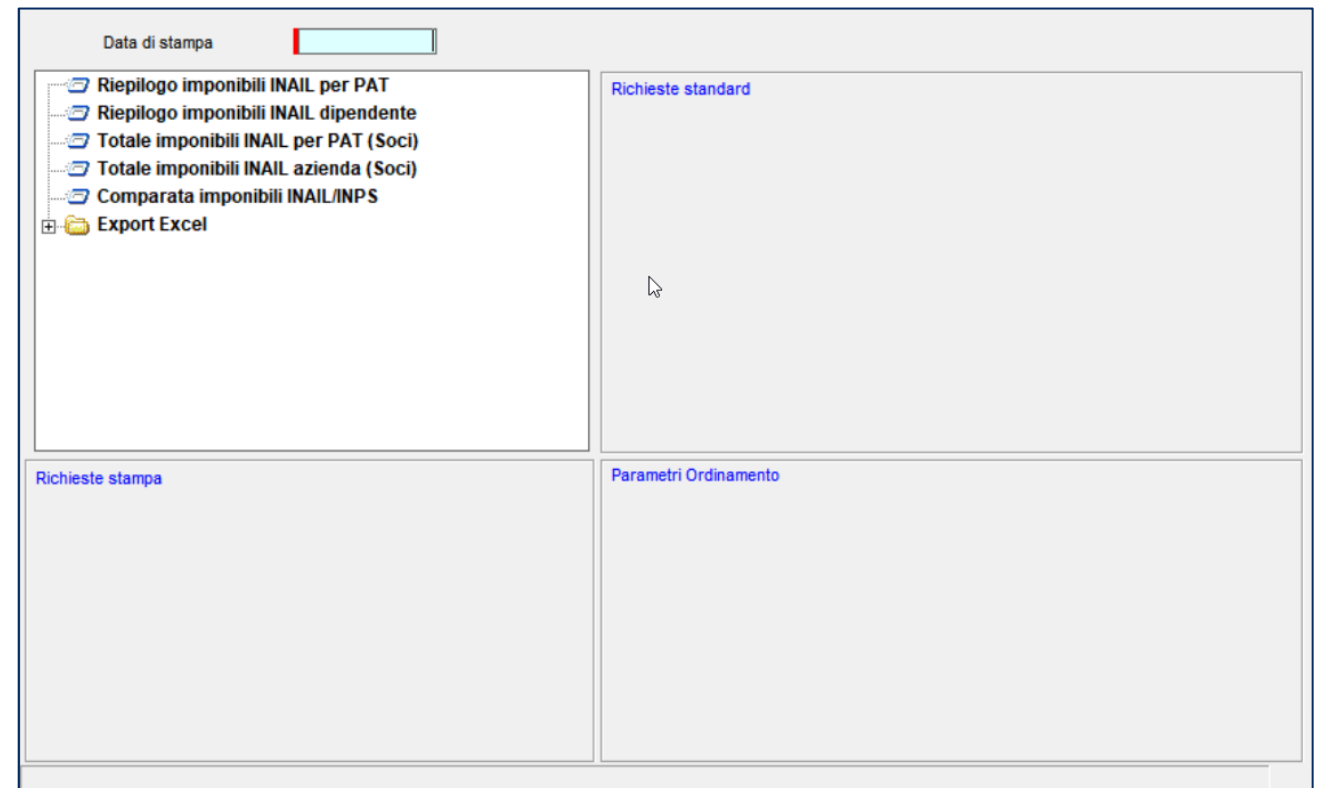 Data di stampa
Riepilogo imponibili INAIL per PAT
Riepilogo imponibili INAIL dipendente
Totale imponibili INAIL per PAT (Soci)
Totale imponibili INAIL azienda (Soci)
Comparata imponibili INAIL/INPS
Export Excel
Richieste standard
Richieste stampa
Parametri Ordinamento